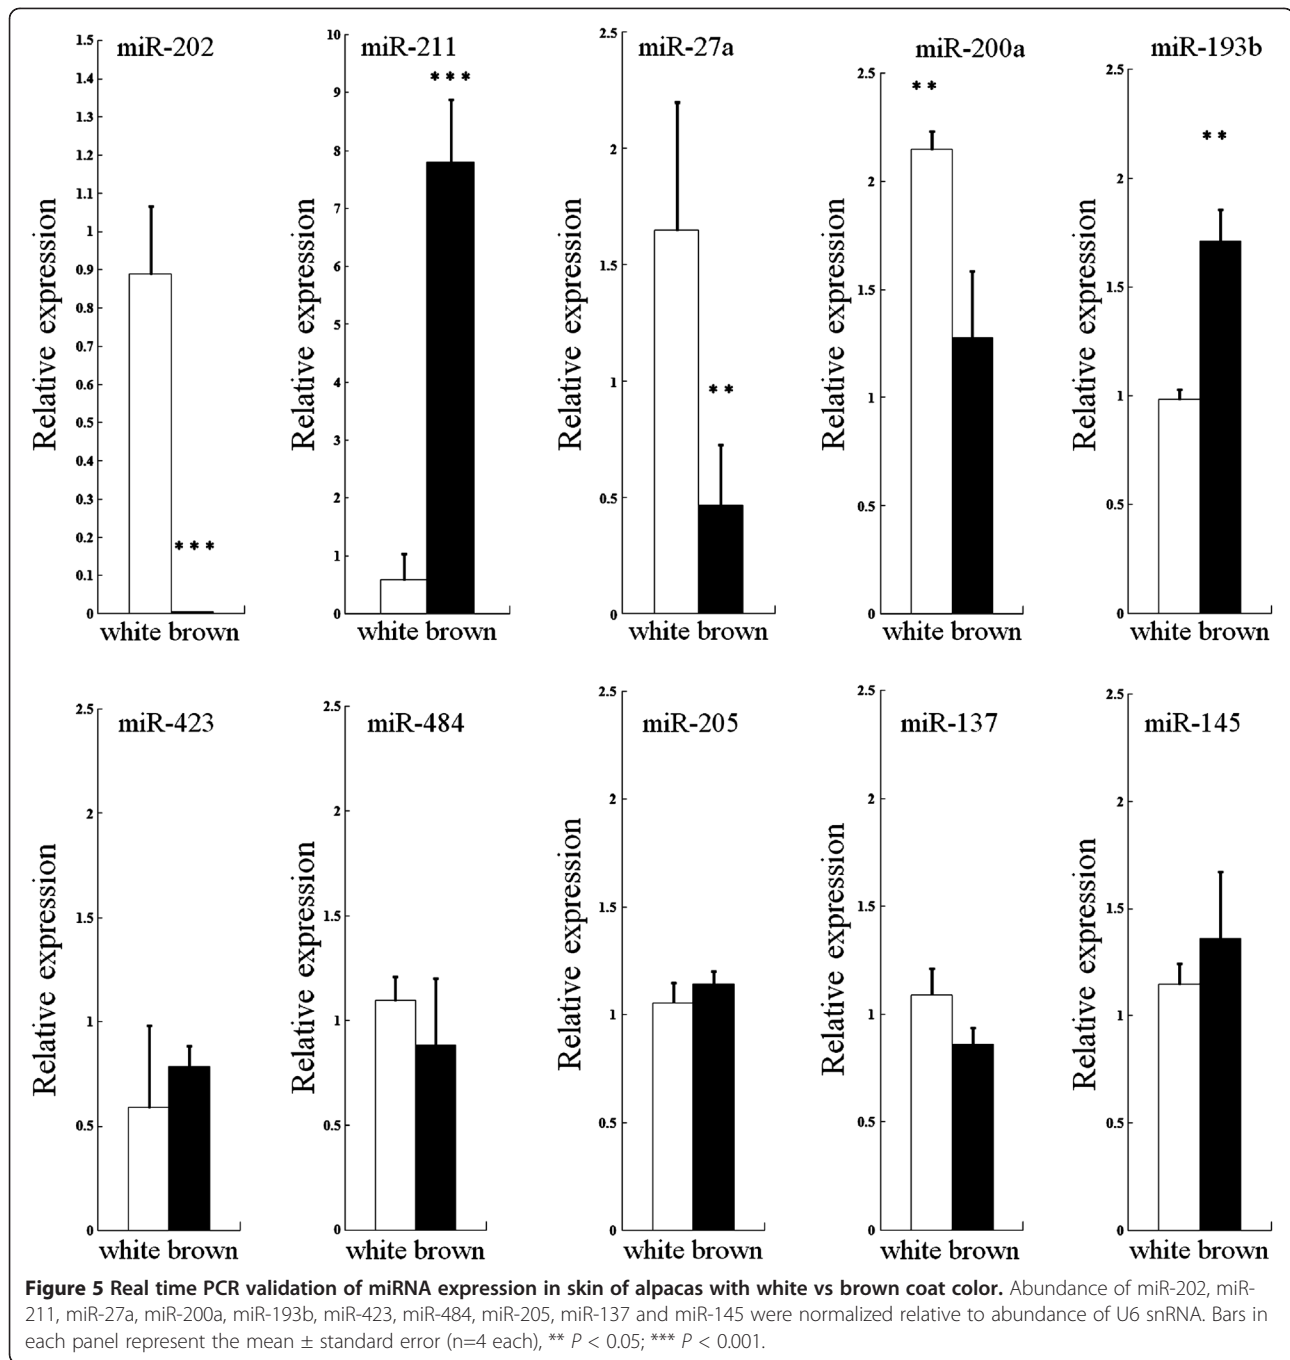 miR-202
Relative expression
1.5
1.4
1.3
1.2
1.1
1
0.9
0.8
0.7
0.6
0.5
0.4
0.3
0.2
0.1
0
***
white brown
miR-211
Relative expression
10
9
8
7
6
5
4
3
2
1
0
***
white brown
miR-27a
Relative expression
2.5
2
1.5
1
0.5
0
**
white brown
miR-200a
Relative expression
2.5
2
1.5
1
0.5
0
**
white brown
miR-193b
Relative expression
2.5
2
1.5
1
0.5
0
**
white brown
miR-423
Relative expression
2.5
2
1.5
1
0.5
0
white brown
miR-484
Relative expression
2.5
2
1.5
1
0.5
0
white brown
miR-205
Relative expression
2.5
2
1.5
1
0.5
0
white brown
miR-137
Relative expression
2.5
2
1.5
1
0.5
0
white brown
miR-145
Relative expression
2.5
2
1.5
1
0.5
0
white brown
Figure 5 Real time PCR validation of miRNA expression in skin of alpacas with white vs brown coat color. Abundance of miR-202, miR-
211, miR-27a, miR-200a, miR-193b, miR-423, miR-484, miR-205, miR-137 and miR-145 were normalized relative to abundance of U6 snRNA. Bars in
each panel represent the mean ± standard error (n=4 each), ** P < 0.05; *** P < 0.001.